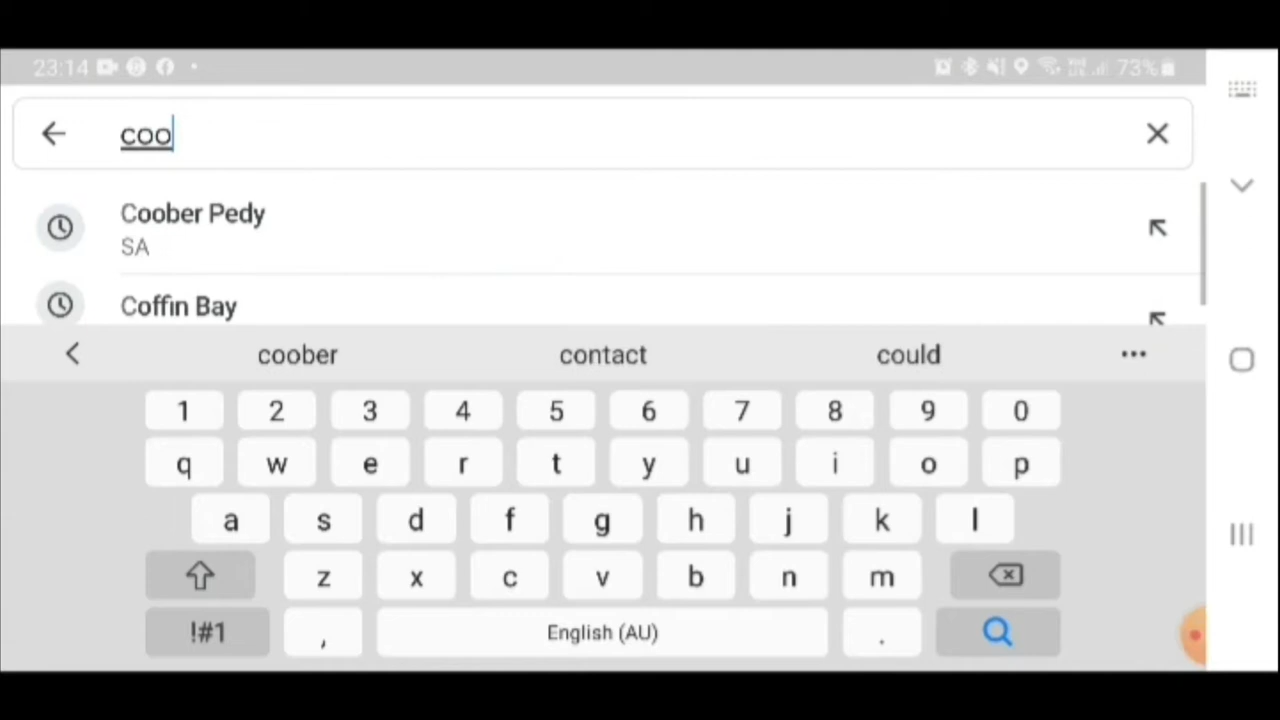 23:14 73%
coo
Coober Pedy
SA
Coffin Bay
coober contact could
1 2 3 4 5 6 7 8 9 0
q w e r t y u i o p
a s d f g h j k l
z x c v b n m
!#1 , English (AU) .